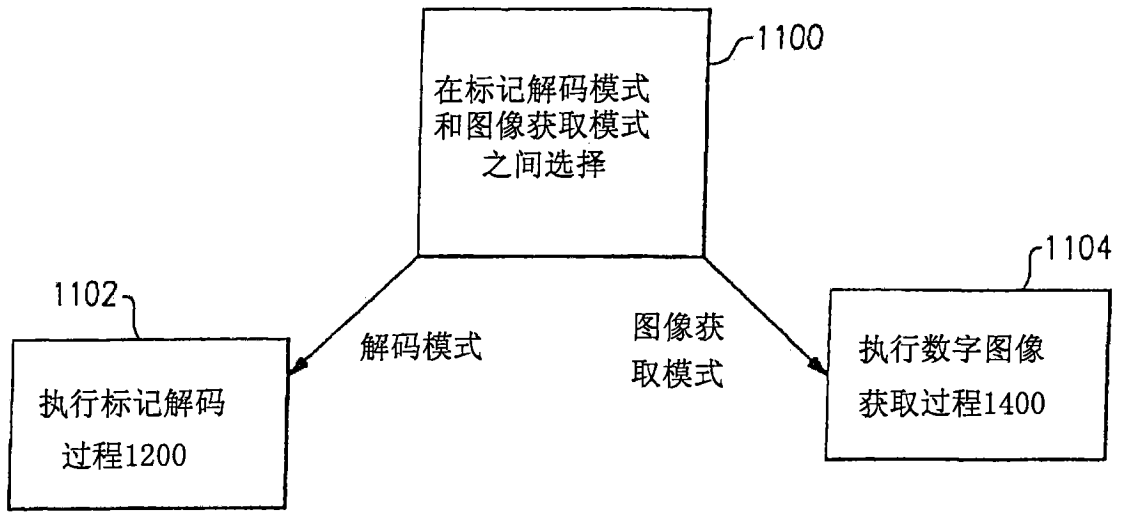 1100
在标记解码模式
和图像获取模式
之间选择
1104
1102
解码模式
图像获
取模式
执行数字图像
获取过程1400
执行标记解码
过程1200